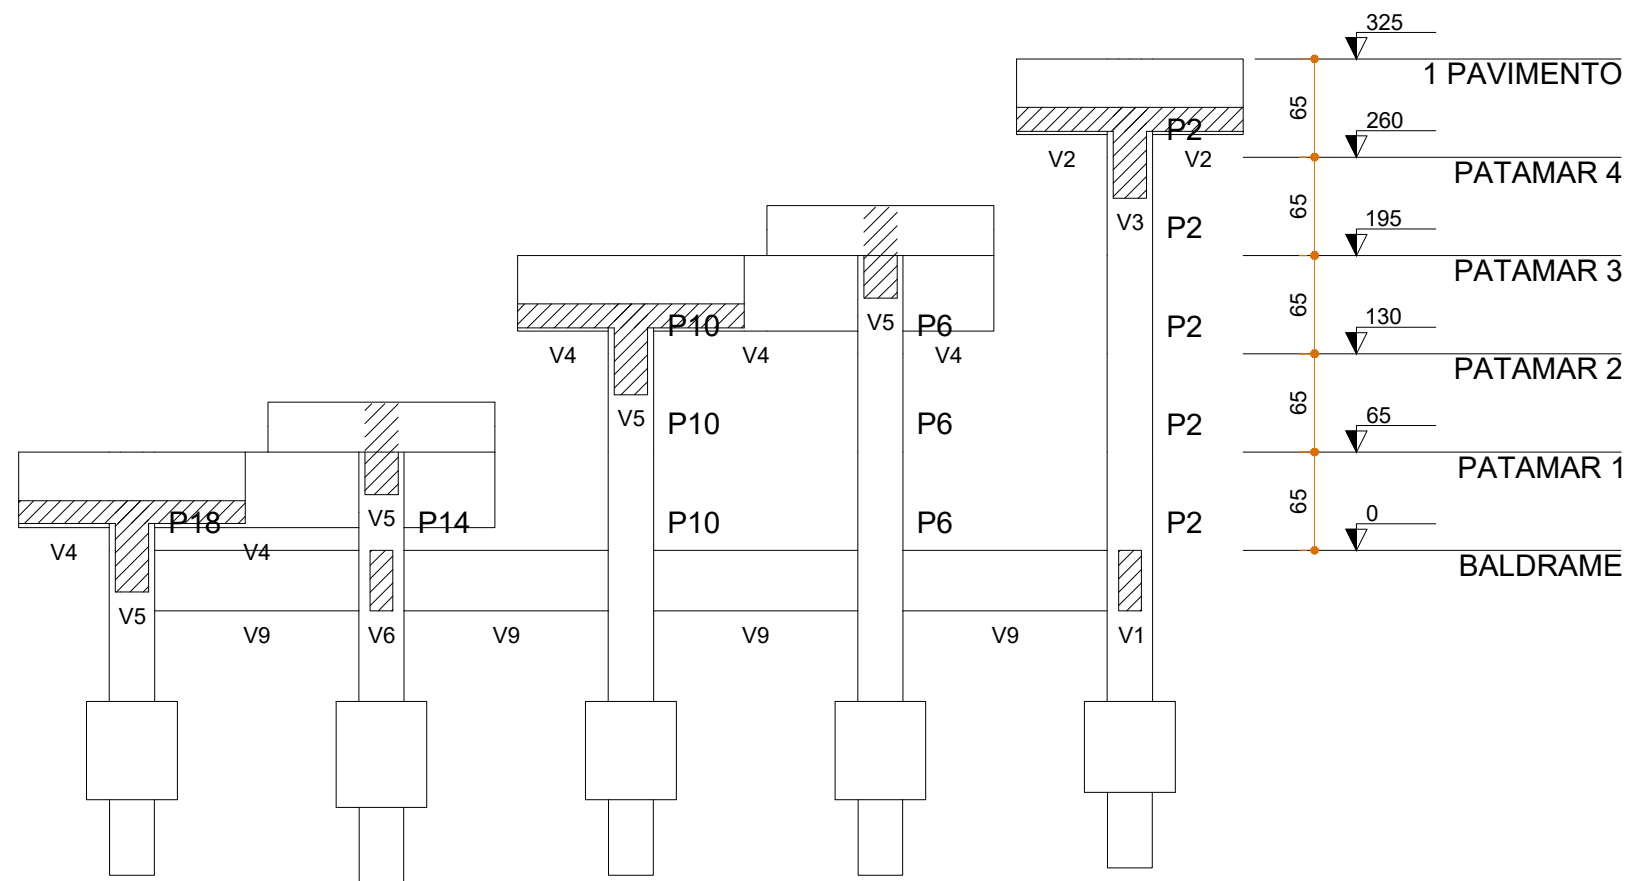 325
1 PAVIMENTO
65
260
P2
V2
V2
PATAMAR 4
65
195
V3
P2
PATAMAR 3
65
130
V5
P10
P6
P2
V4
V4
V4
PATAMAR 2
65
65
V5
P10
P6
P2
PATAMAR 1
65
0
V5
P18
P14
P10
P6
P2
V4
V4
BALDRAME
V5
V9
V6
V9
V9
V9
V1